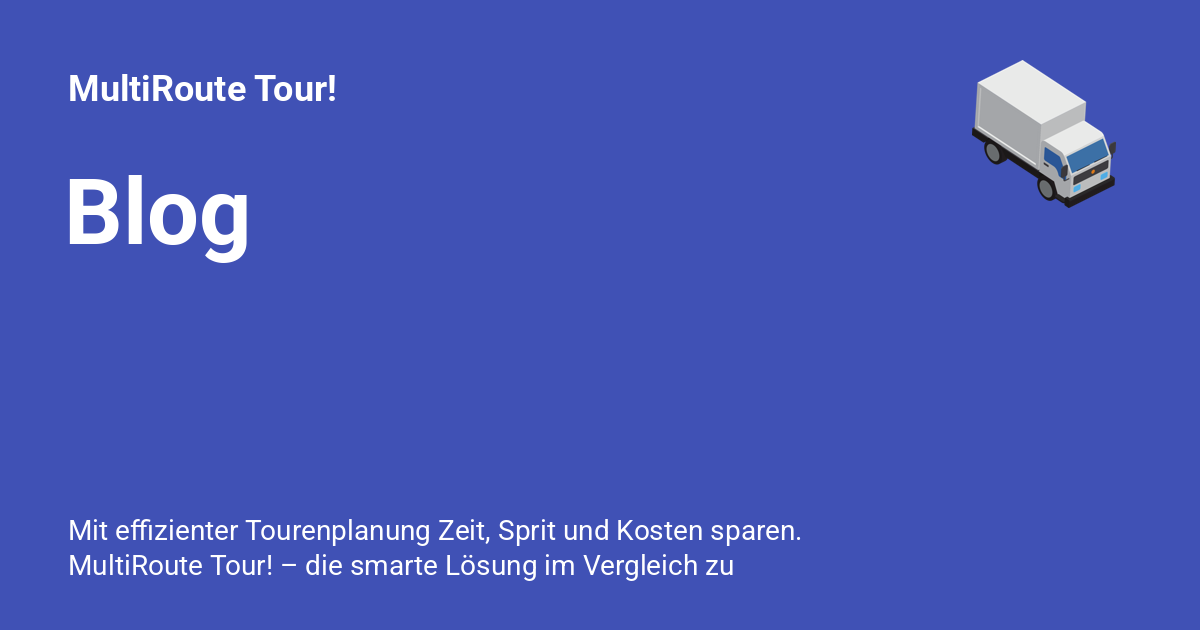 MultiRoute Tour!
Blog
Mit effizienter Tourenplanung Zeit, Sprit und Kosten sparen.
MultiRoute Tour! – die smarte Lösung im Vergleich zu